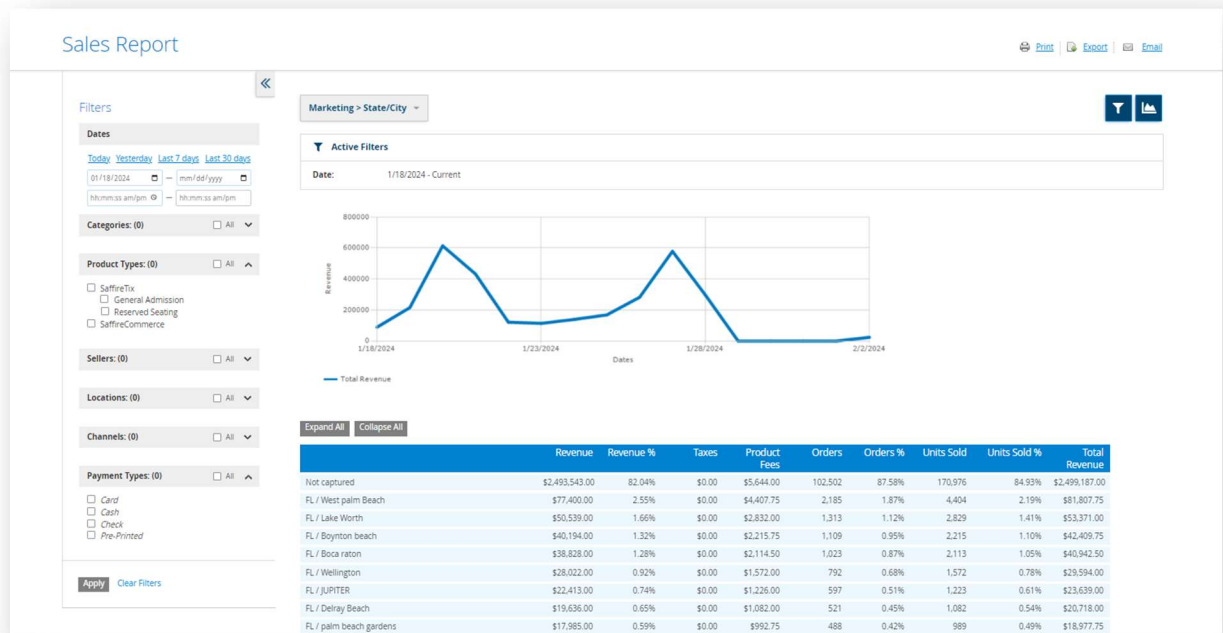 Sales Report
Print Export Email
Filters
Dates
Today Yesterday Last 7 days Last 30 days
01/18/2024 – mm/dd/yyyy
hh:mm:ss am/pm – hh:mm:ss am/pm
Categories: (0) All
Product Types: (0) All
SaffireTix
General Admission
Reserved Seating
SaffireCommerce
Sellers: (0) All
Locations: (0) All
Channels: (0) All
Payment Types: (0) All
Card
Cash
Check
Pre-Printed
Apply Clear Filters
Marketing > State/City
Active Filters
Date: 1/18/2024 - Current
800000
600000
400000
200000
0
Revenue
1/18/2024 1/23/2024 1/28/2024 2/2/2024
Dates
Total Revenue
Expand All Collapse All
Revenue Revenue % Taxes Product Fees Orders Orders % Units Sold Units Sold % Total Revenue
Not captured $2,493,543.00 82.04% $0.00 $5,644.00 102,502 87.58% 170,976 84.93% $2,499,187.00
FL / West palm Beach $77,400.00 2.55% $0.00 $4,407.75 2,185 1.87% 4,404 2.19% $81,807.75
FL / Lake Worth $50,539.00 1.66% $0.00 $2,832.00 1,313 1.12% 2,829 1.41% $53,371.00
FL / Boynton beach $40,194.00 1.32% $0.00 $2,215.75 1,109 0.95% 2,215 1.10% $42,409.75
FL / Boca raton $38,828.00 1.28% $0.00 $2,114.50 1,023 0.87% 2,113 1.05% $40,942.50
FL / Wellington $28,022.00 0.92% $0.00 $1,572.00 792 0.68% 1,572 0.78% $29,594.00
FL / JUPITER $22,413.00 0.74% $0.00 $1,226.00 597 0.51% 1,223 0.61% $23,639.00
FL / Delray Beach $19,636.00 0.65% $0.00 $1,082.00 521 0.45% 1,082 0.54% $20,718.00
FL / palm beach gardens $17,985.00 0.59% $0.00 $992.75 488 0.42% 989 0.49% $18,977.75